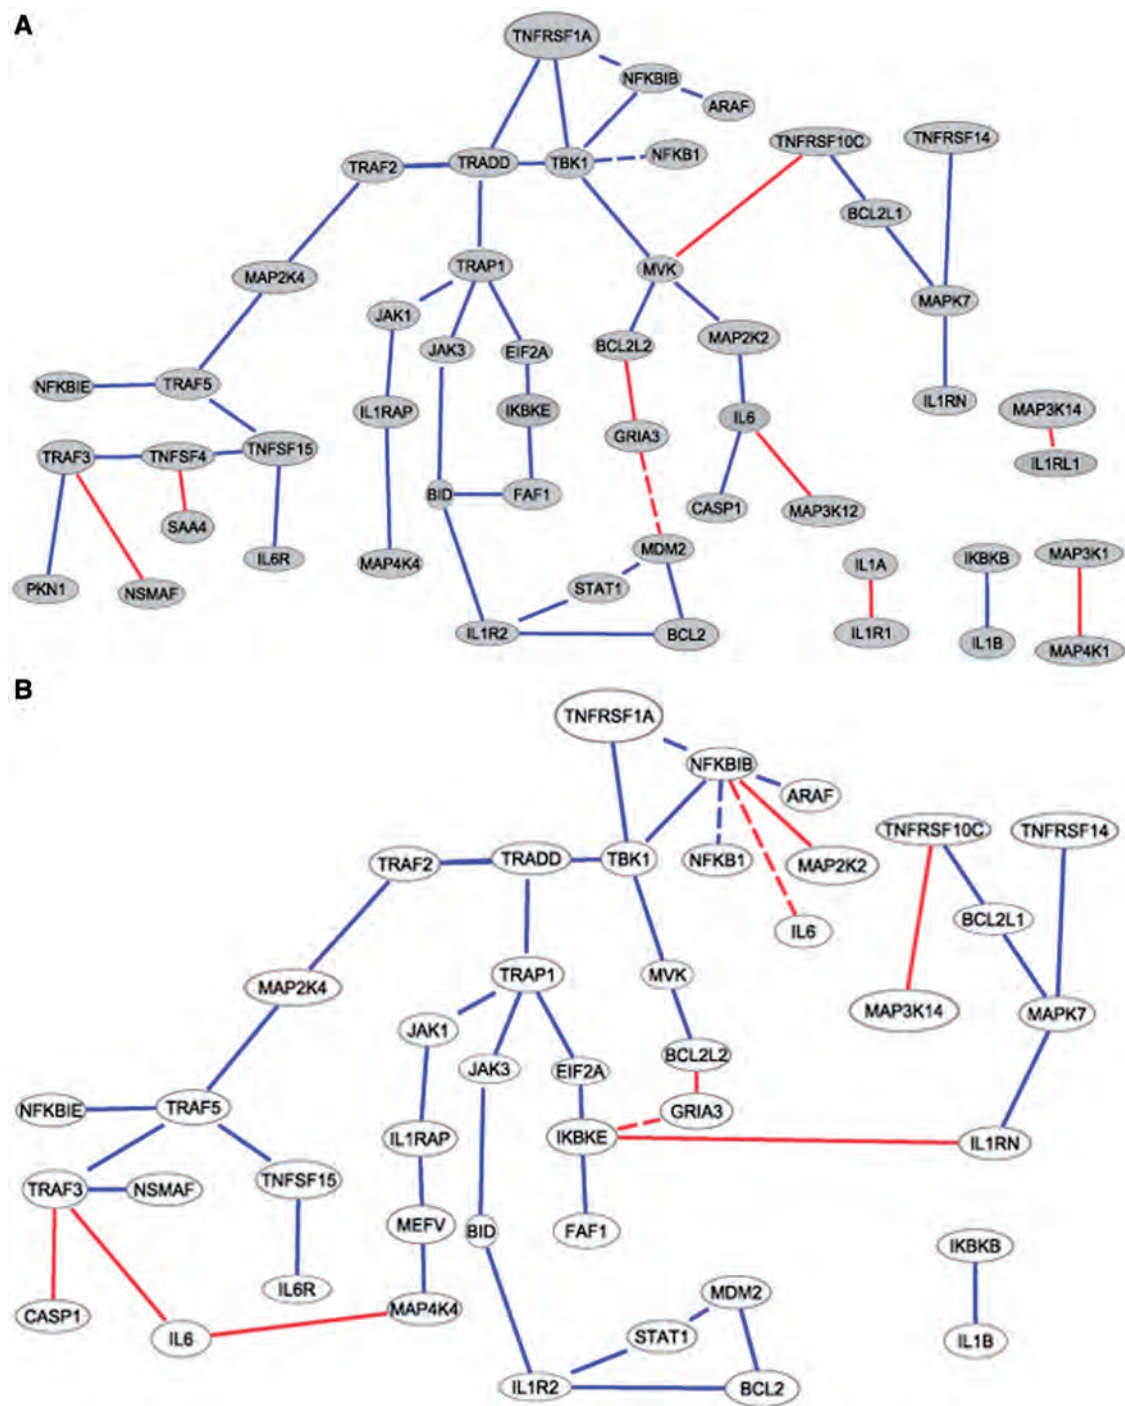 A
TNFRSF1A
NFKBIB
ARAF
TNFRSF10C
TNFRSF14
TRAF2
TRADD
TBK1
NFKB1
BCL2L1
MAP2K4
TRAP1
MVK
MAPK7
JAK1
JAK3
EIF2A
BCL2L2
MAP2K2
NFKBIE
TRAF5
IL1RAP
IKBKE
GRIA3
IL6
IL1RN
MAP3K14
IL1RL1
TRAF3
TNFSF4
TNFSF15
BID
FAF1
CASP1
MAP3K12
SAA4
IL6R
MAP4K4
MDM2
PKN1
NSMAF
STAT1
IL1A
IKBKB
MAP3K1
IL1R2
BCL2
IL1R1
IL1B
MAP4K1
B
TNFRSF1A
NFKBIB
ARAF
TNFRSF10C
TNFRSF14
TRAF2
TRADD
TBK1
NFKB1
MAP2K2
IL6
BCL2L1
MAP2K4
TRAP1
MVK
MAP3K14
MAPK7
JAK1
JAK3
EIF2A
BCL2L2
NFKBIE
TRAF5
GRIA3
IL1RAP
IKBKE
IL1RN
TRAF3
NSMAF
TNFSF15
MEFV
BID
FAF1
IKBKB
IL6R
CASP1
IL6
MAP4K4
MDM2
STAT1
IL1B
IL1R2
BCL2